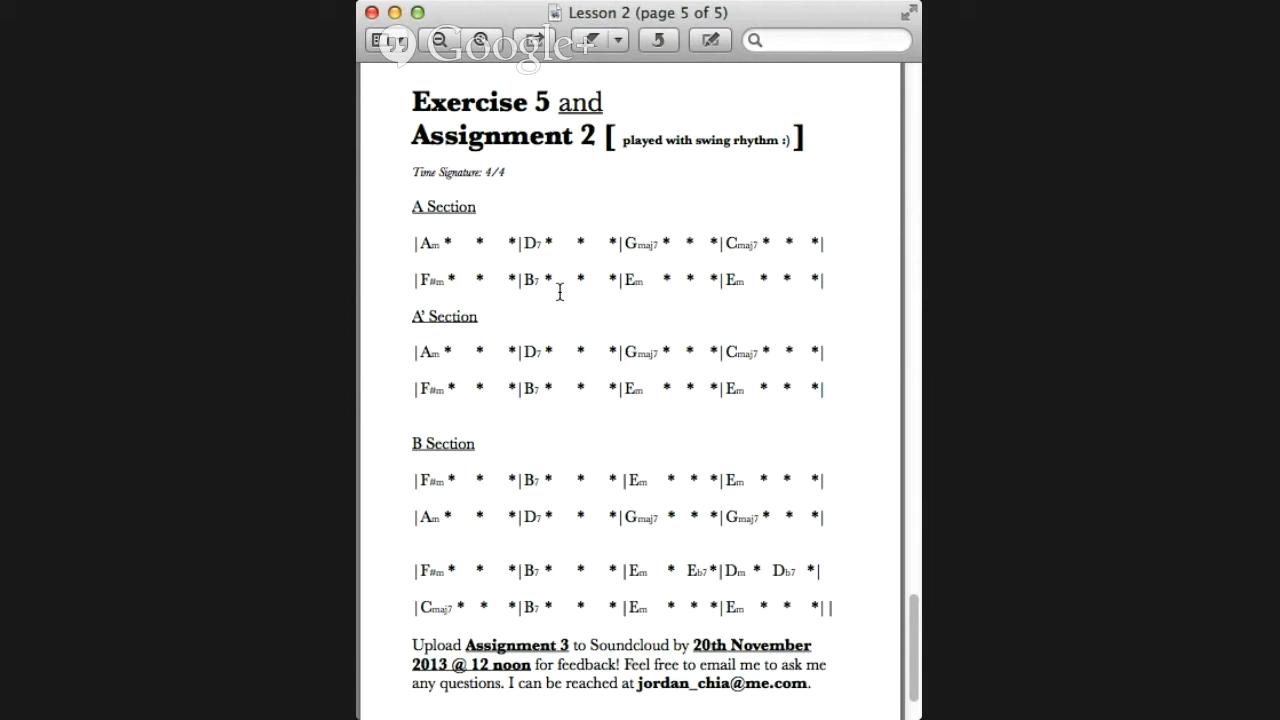 Lesson 2 (page 5 of 5)
Google+
Exercise 5 and
Assignment 2 [ played with swing rhythm :) ]
Time Signature: 4/4
A Section
|Am * * *|D7 * * *|Gmaj7 * * *|Cmaj7 * * *|
|F#m * * *|B7 * * *|Em * * *|Em * * *|
A' Section
|Am * * *|D7 * * *|Gmaj7 * * *|Cmaj7 * * *|
|F#m * * *|B7 * * *|Em * * *|Em * * *|
B Section
|F#m * * *|B7 * * *|Em * * *|Em * * *|
|Am * * *|D7 * * *|Gmaj7 * * *|Gmaj7 * * *|
|F#m * * *|B7 * * *|Em * Eb7 *|Dm * Db7 *|
|Cmaj7 * * *|B7 * * *|Em * * *|Em * * *||
Upload Assignment 3 to Soundcloud by 20th November
2013 @ 12 noon for feedback! Feel free to email me to ask me
any questions. I can be reached at jordan_chia@me.com.